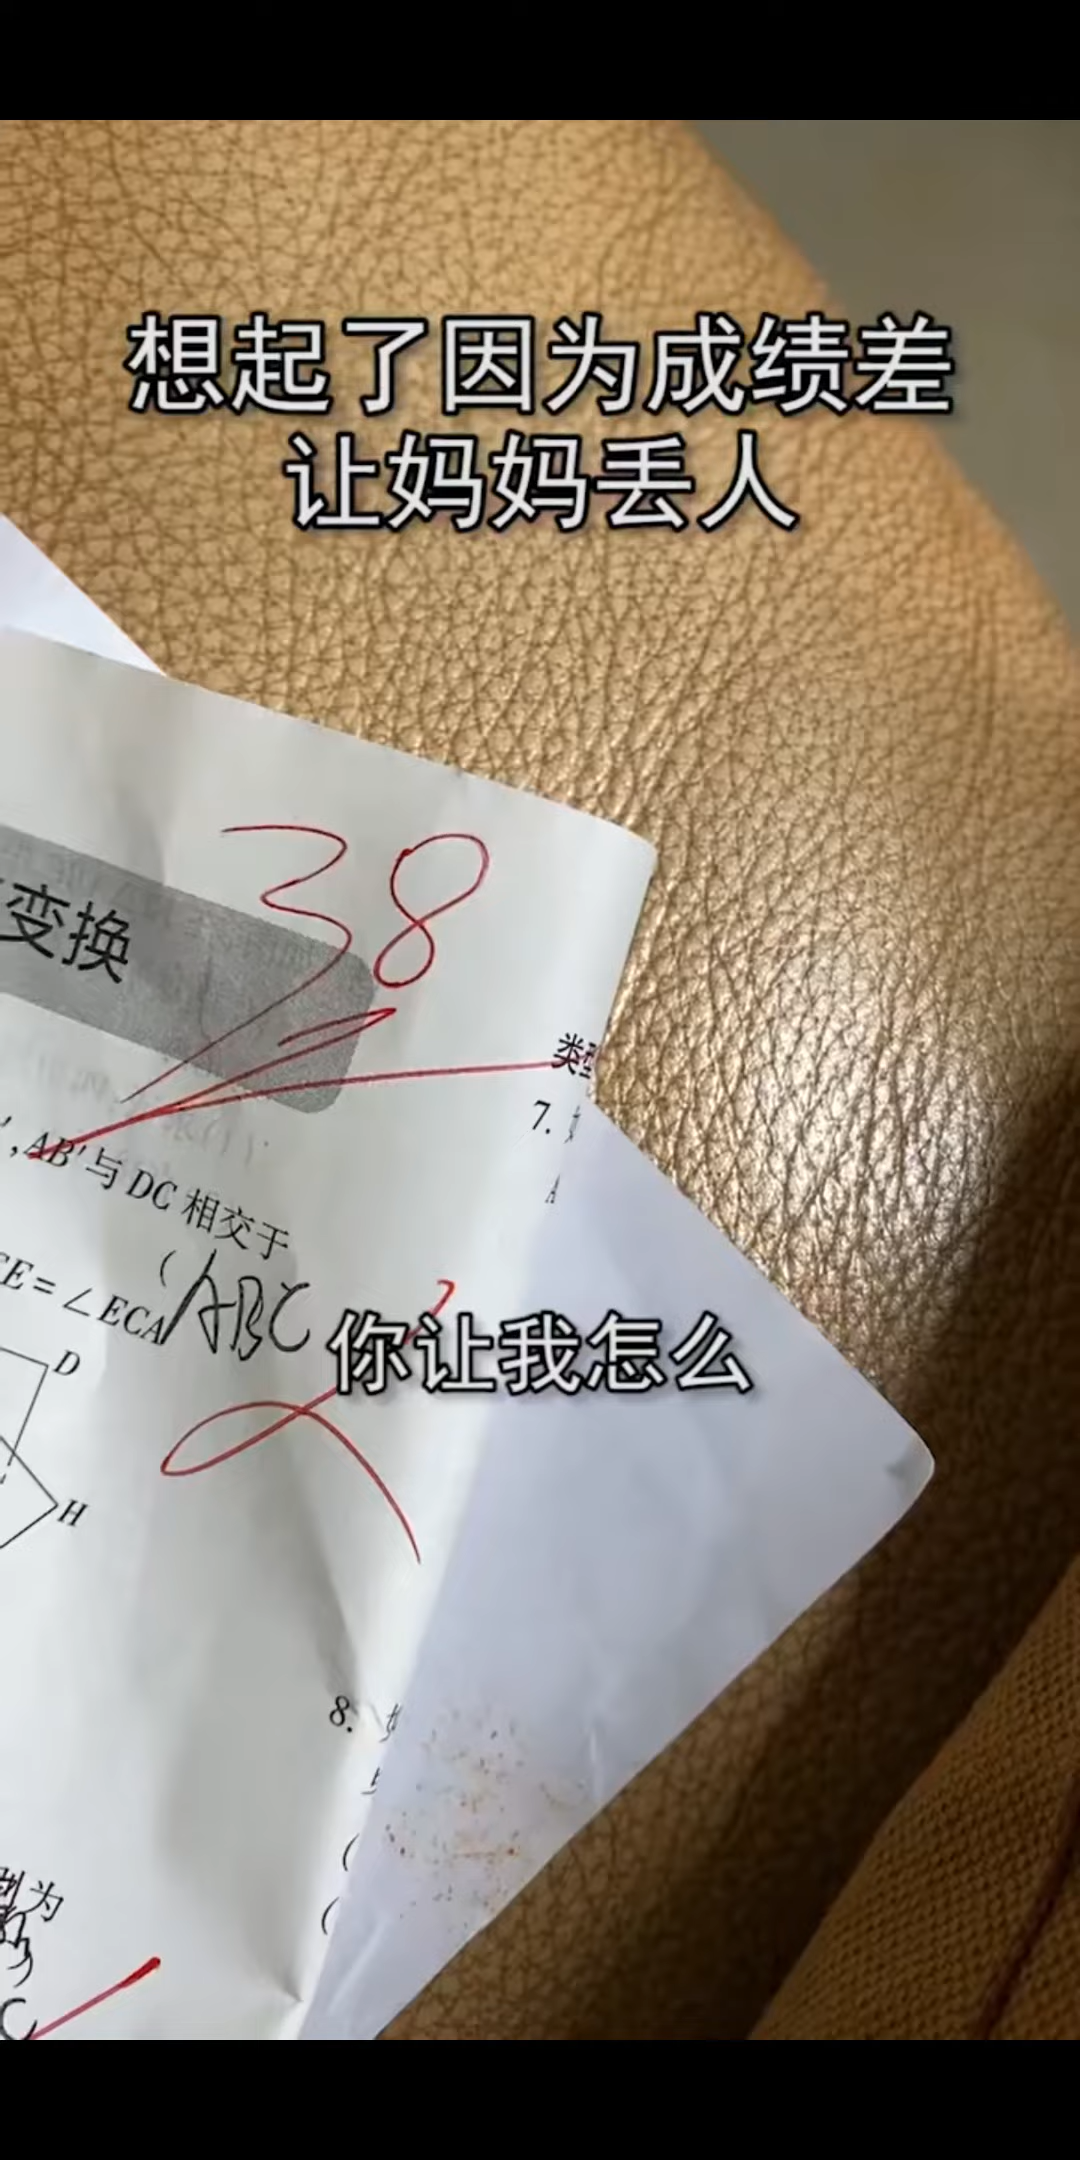 想起了因为成绩差
让妈妈丢人
38
变换
类型
7.
A
',AB'与DC相交于
E=∠ECA
(ABC
你让我怎么
D
H
8.
为
C